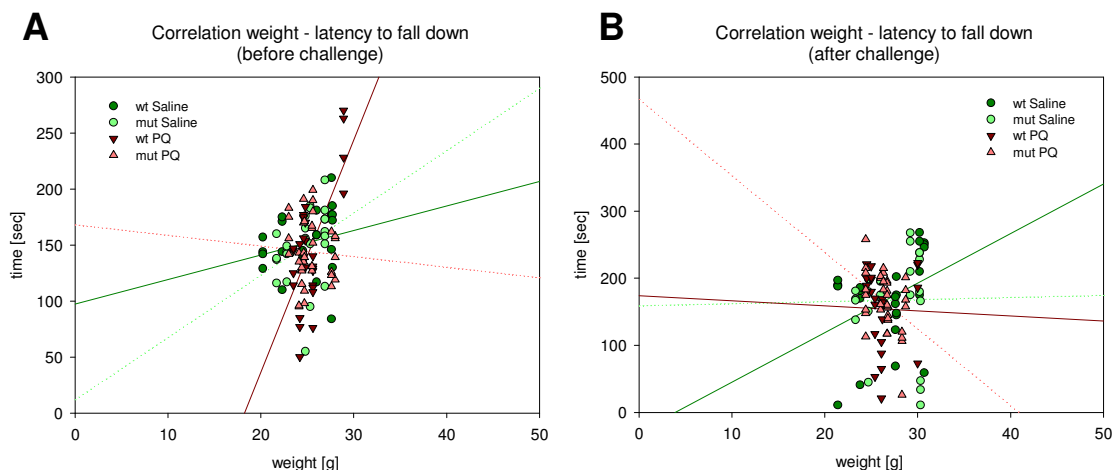 A
Correlation weight - latency to fall down
(before challenge)
time [sec]
300
250
200
150
100
50
0
wt Saline
mut Saline
wt PQ
mut PQ
0 10 20 30 40 50
weight [g]
B
Correlation weight - latency to fall down
(after challenge)
time [sec]
500
400
300
200
100
0
wt Saline
mut Saline
wt PQ
mut PQ
0 10 20 30 40 50
weight [g]